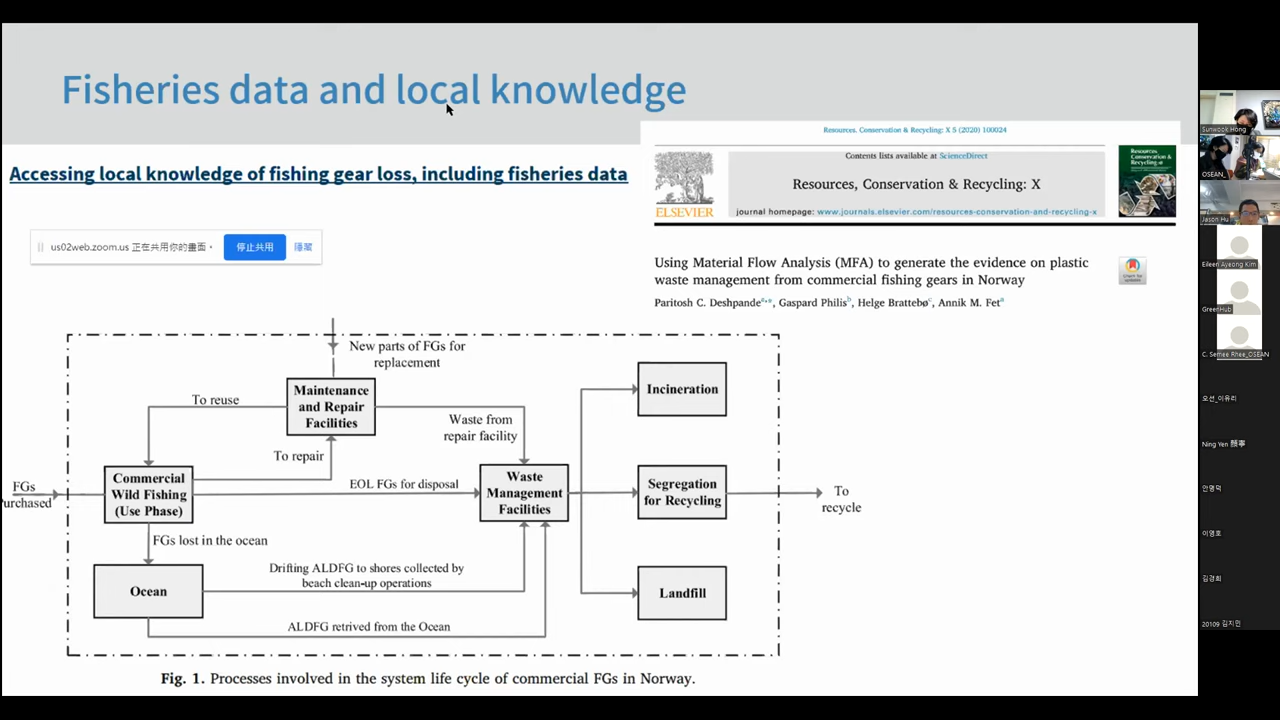 Fisheries data and local knowledge
Accessing local knowledge of fishing gear loss, including fisheries data
us02web.zoom.us 正在共用你的畫面。
停止共用
隱藏
Resources, Conservation & Recycling: X 5 (2020) 100024
Contents lists available at ScienceDirect
Resources, Conservation & Recycling: X
journal homepage: www.journals.elsevier.com/resources-conservation-and-recycling-x
ELSEVIER
Resources
Conservation
& Recycling
Using Material Flow Analysis (MFA) to generate the evidence on plastic
waste management from commercial fishing gears in Norway
Paritosh C. Deshpande a,*, Gaspard Philis b, Helge Brattebø c, Annik M. Fet a
New parts of FGs for
replacement
Maintenance
and Repair
Facilities
To reuse
Waste from
repair facility
To repair
FGs
urchased
Commercial
Wild Fishing
(Use Phase)
EOL FGs for disposal
Waste
Management
Facilities
Incineration
Segregation
for Recycling
To
recycle
Landfill
FGs lost in the ocean
Ocean
Drifting ALDFG to shores collected by
beach clean-up operations
ALDFG retrived from the Ocean
Fig. 1. Processes involved in the system life cycle of commercial FGs in Norway.
Sunwook Hong
OSEAN_
Jason Hu
Eileen Ayeong Kim
GreenHub
C. Semee Rhee_OSEAN
오션_이유리
Ning Yen 顏寧
안명덕
이영호
김경희
20109 김지민